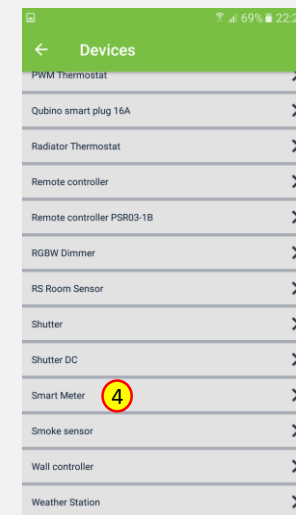 69% 22:2
Devices
PWM Thermostat
Qubino smart plug 16A
Radiator Thermostat
Remote controller
Remote controller PSR03-1B
RGBW Dimmer
RS Room Sensor
Shutter
Shutter DC
Smart Meter 4
Smoke sensor
Wall controller
Weather Station